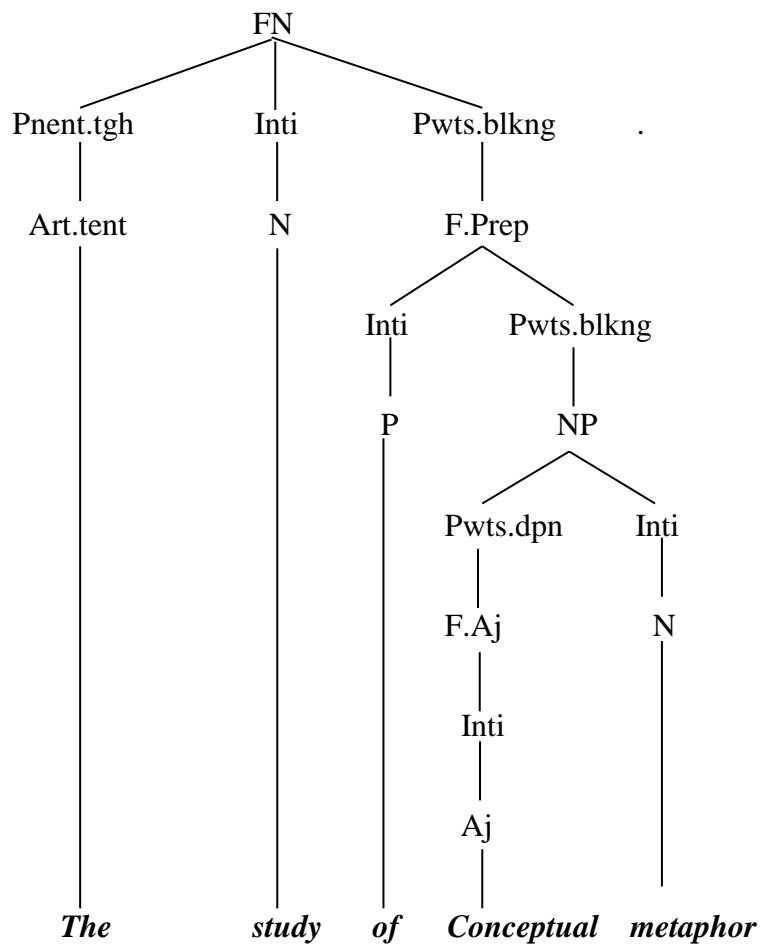 FN
Pnent.tgh Inti Pwts.blkng .
Art.tent N F.Prep
Inti Pwts.blkng
P NP
Pwts.dpn Inti
F.Aj N
Inti
Aj
The study of Conceptual metaphor